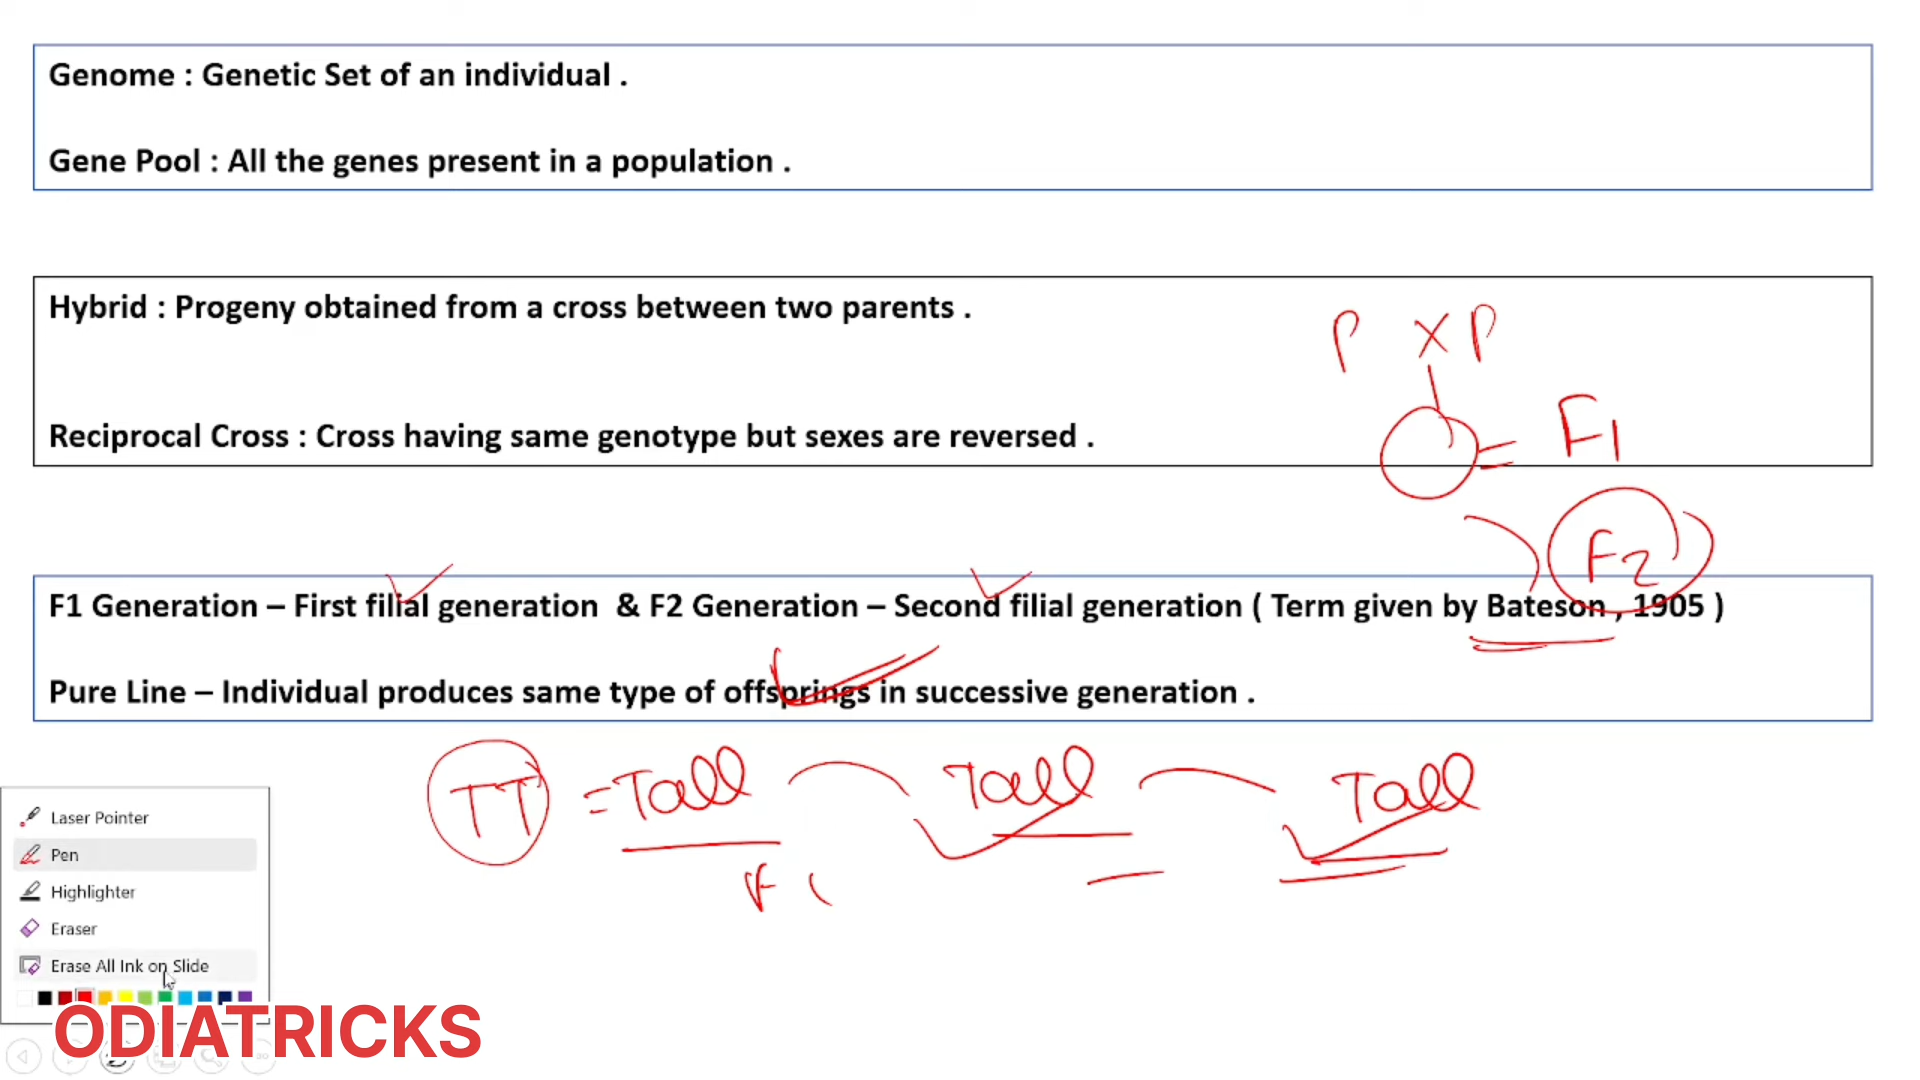 Genome : Genetic Set of an individual .
Gene Pool : All the genes present in a population .
Hybrid : Progeny obtained from a cross between two parents .
P X P
Reciprocal Cross : Cross having same genotype but sexes are reversed .
= F1
F2
F1 Generation – First filial generation & F2 Generation – Second filial generation ( Term given by Bateson , 1905 )
Pure Line – Individual produces same type of offsprings in successive generation .
TT = Tall Tall Tall
F
Laser Pointer
Pen
Highlighter
Eraser
Erase All Ink on Slide
ODIATRICKS